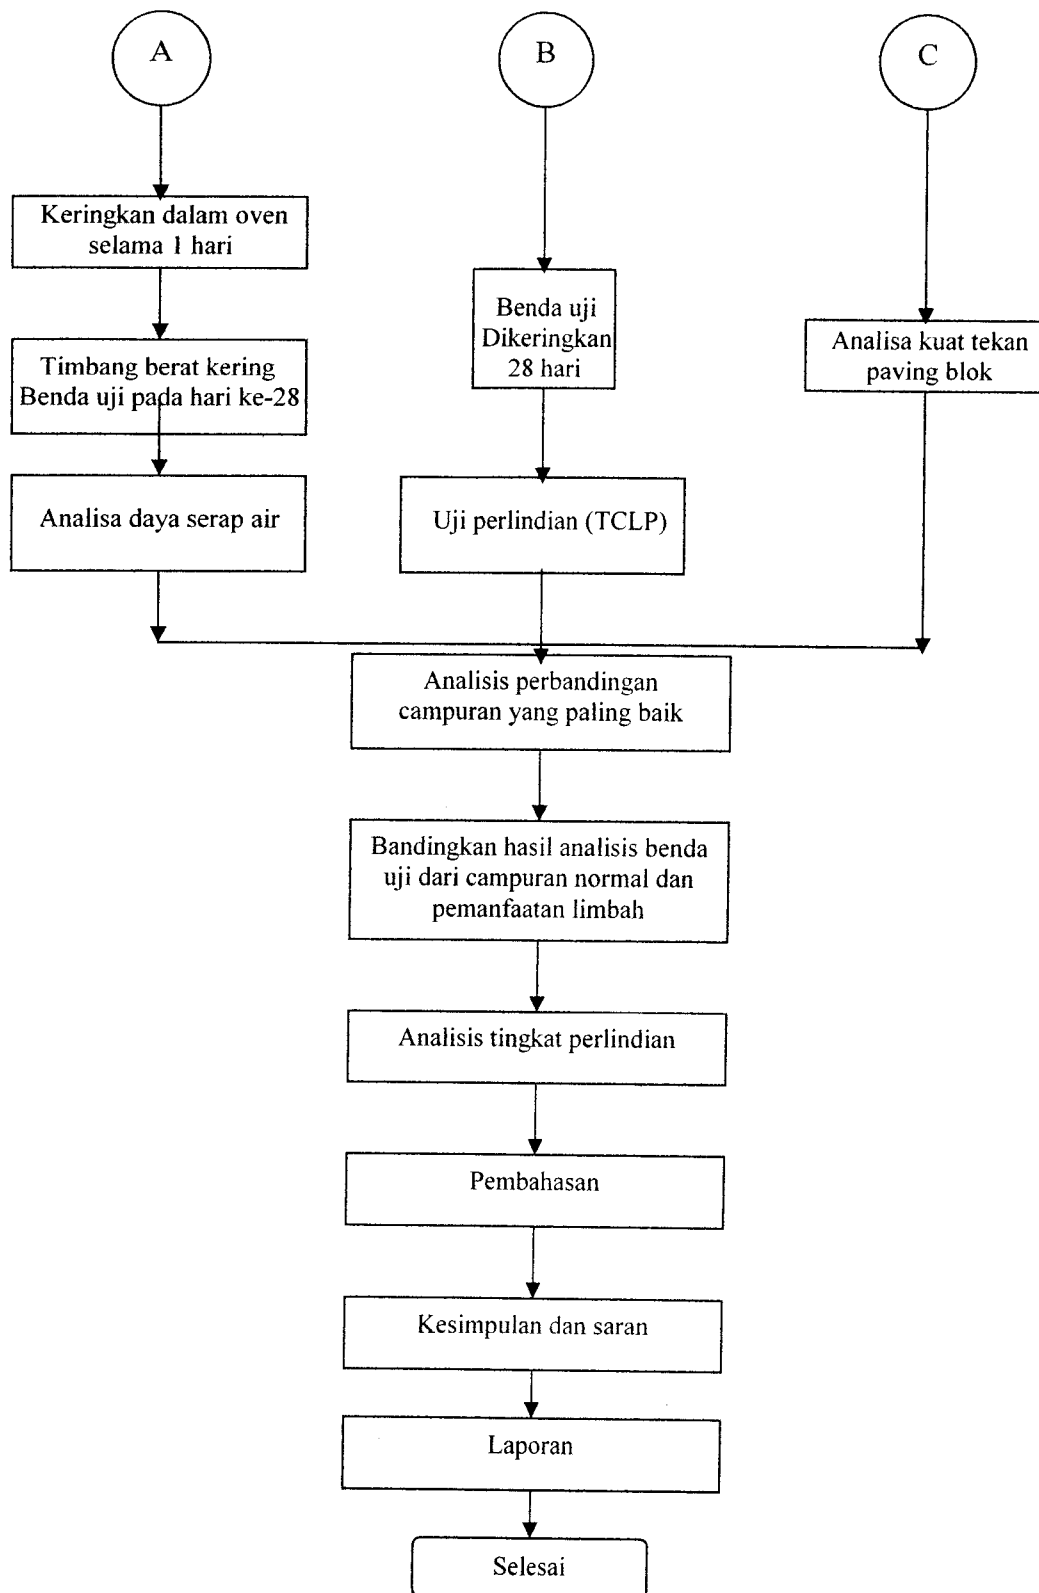 A
B
C
Keringkan dalam oven
selama 1 hari
Timbang berat kering
Benda uji pada hari ke-28
Analisa daya serap air
Benda uji
Dikeringkan
28 hari
Uji perlindian (TCLP)
Analisa kuat tekan
paving blok
Analisis perbandingan
campuran yang paling baik
Bandingkan hasil analisis benda
uji dari campuran normal dan
pemanfaatan limbah
Analisis tingkat perlindian
Pembahasan
Kesimpulan dan saran
Laporan
Selesai